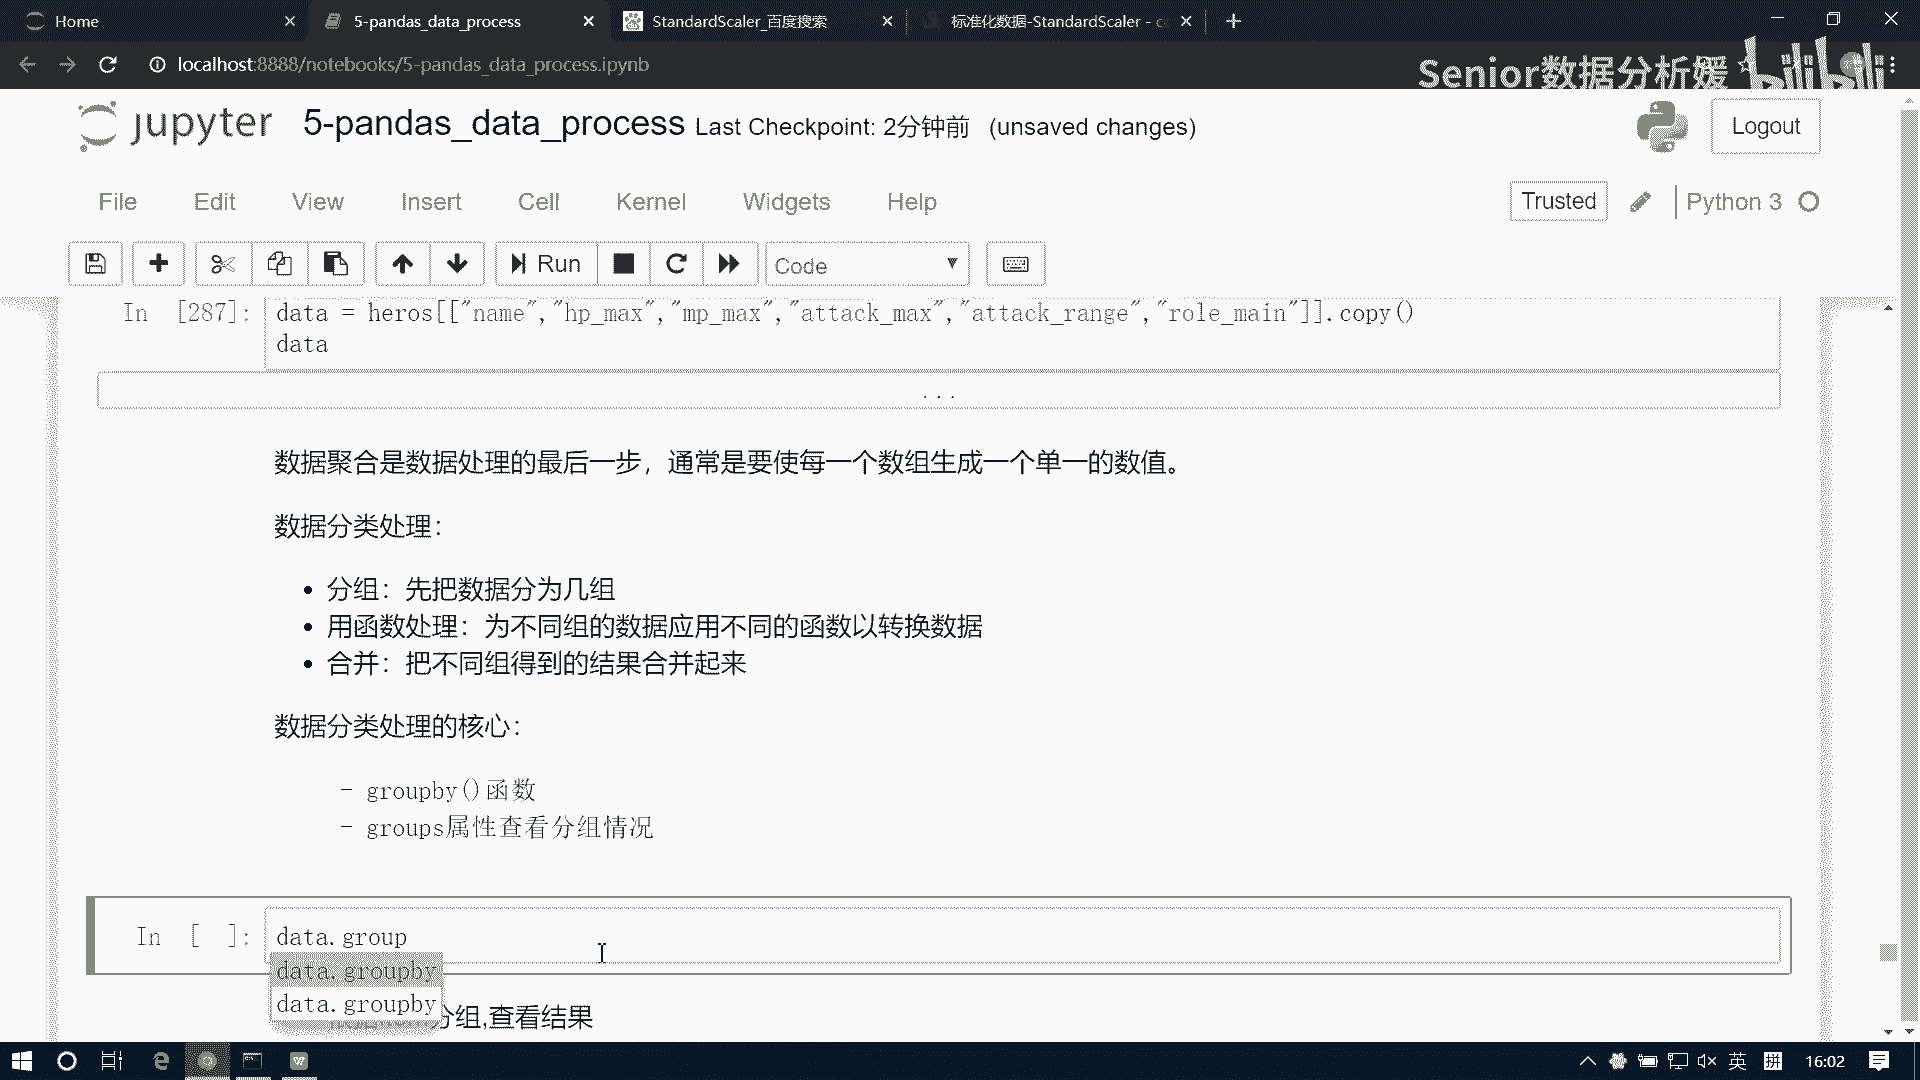 Home
5-pandas_data_process
StandardScaler_百度搜索
标准化数据-StandardScaler - c
localhost:8888/notebooks/5-pandas_data_process.ipynb
Senior数据分析媛 bilibili
jupyter 5-pandas_data_process Last Checkpoint: 2分钟前 (unsaved changes)
Logout
File Edit View Insert Cell Kernel Widgets Help
Trusted Python 3
Run Code
In [287]: data = heros[["name","hp_max","mp_max","attack_max","attack_range","role_main"]].copy()
data
...
数据聚合是数据处理的最后一步，通常是要使每一个数组生成一个单一的数值。
数据分类处理：
• 分组：先把数据分为几组
• 用函数处理：为不同组的数据应用不同的函数以转换数据
• 合并：把不同组得到的结果合并起来
数据分类处理的核心：
- groupby()函数
- groups属性查看分组情况
In [ ]: data.group
data.groupby
data.groupby
分组,查看结果
英 拼 16:02